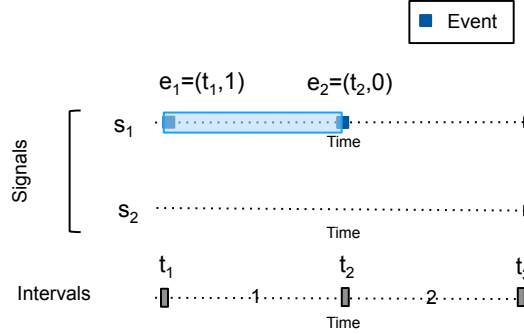 Event
e₁=(t₁,1)
e₂=(t₂,0)
Signals
s₁
Time
s₂
Time
t₁
t₂
Intervals
1
2
Time